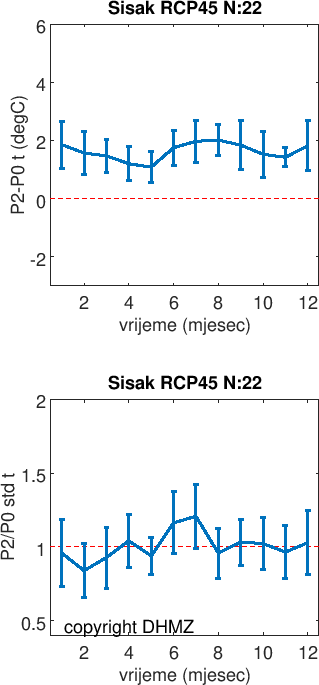 Sisak RCP45 N:22
6
4
2
0
-2
P2-P0 t (degC)
2 4 6 8 10 12
vrijeme (mjesec)
Sisak RCP45 N:22
2
1.5
1
0.5
P2/P0 std t
copyright DHMZ
2 4 6 8 10 12
vrijeme (mjesec)